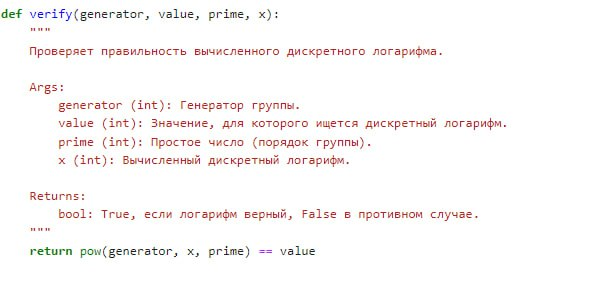 def verify(generator, value, prime, x):
    """
    Проверяет правильность вычисленного дискретного логарифма.

    Args:
        generator (int): Генератор группы.
        value (int): Значение, для которого ищется дискретный логарифм.
        prime (int): Простое число (порядок группы).
        x (int): Вычисленный дискретный логарифм.

    Returns:
        bool: True, если логарифм верный, False в противном случае.
    """
    return pow(generator, x, prime) == value